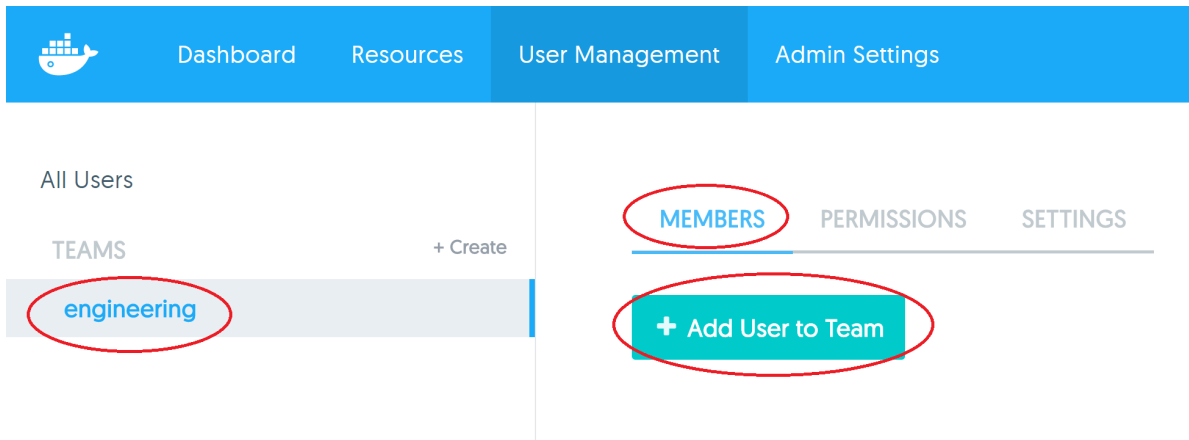 Dashboard Resources User Management Admin Settings
All Users
TEAMS + Create
engineering
MEMBERS PERMISSIONS SETTINGS
+ Add User to Team